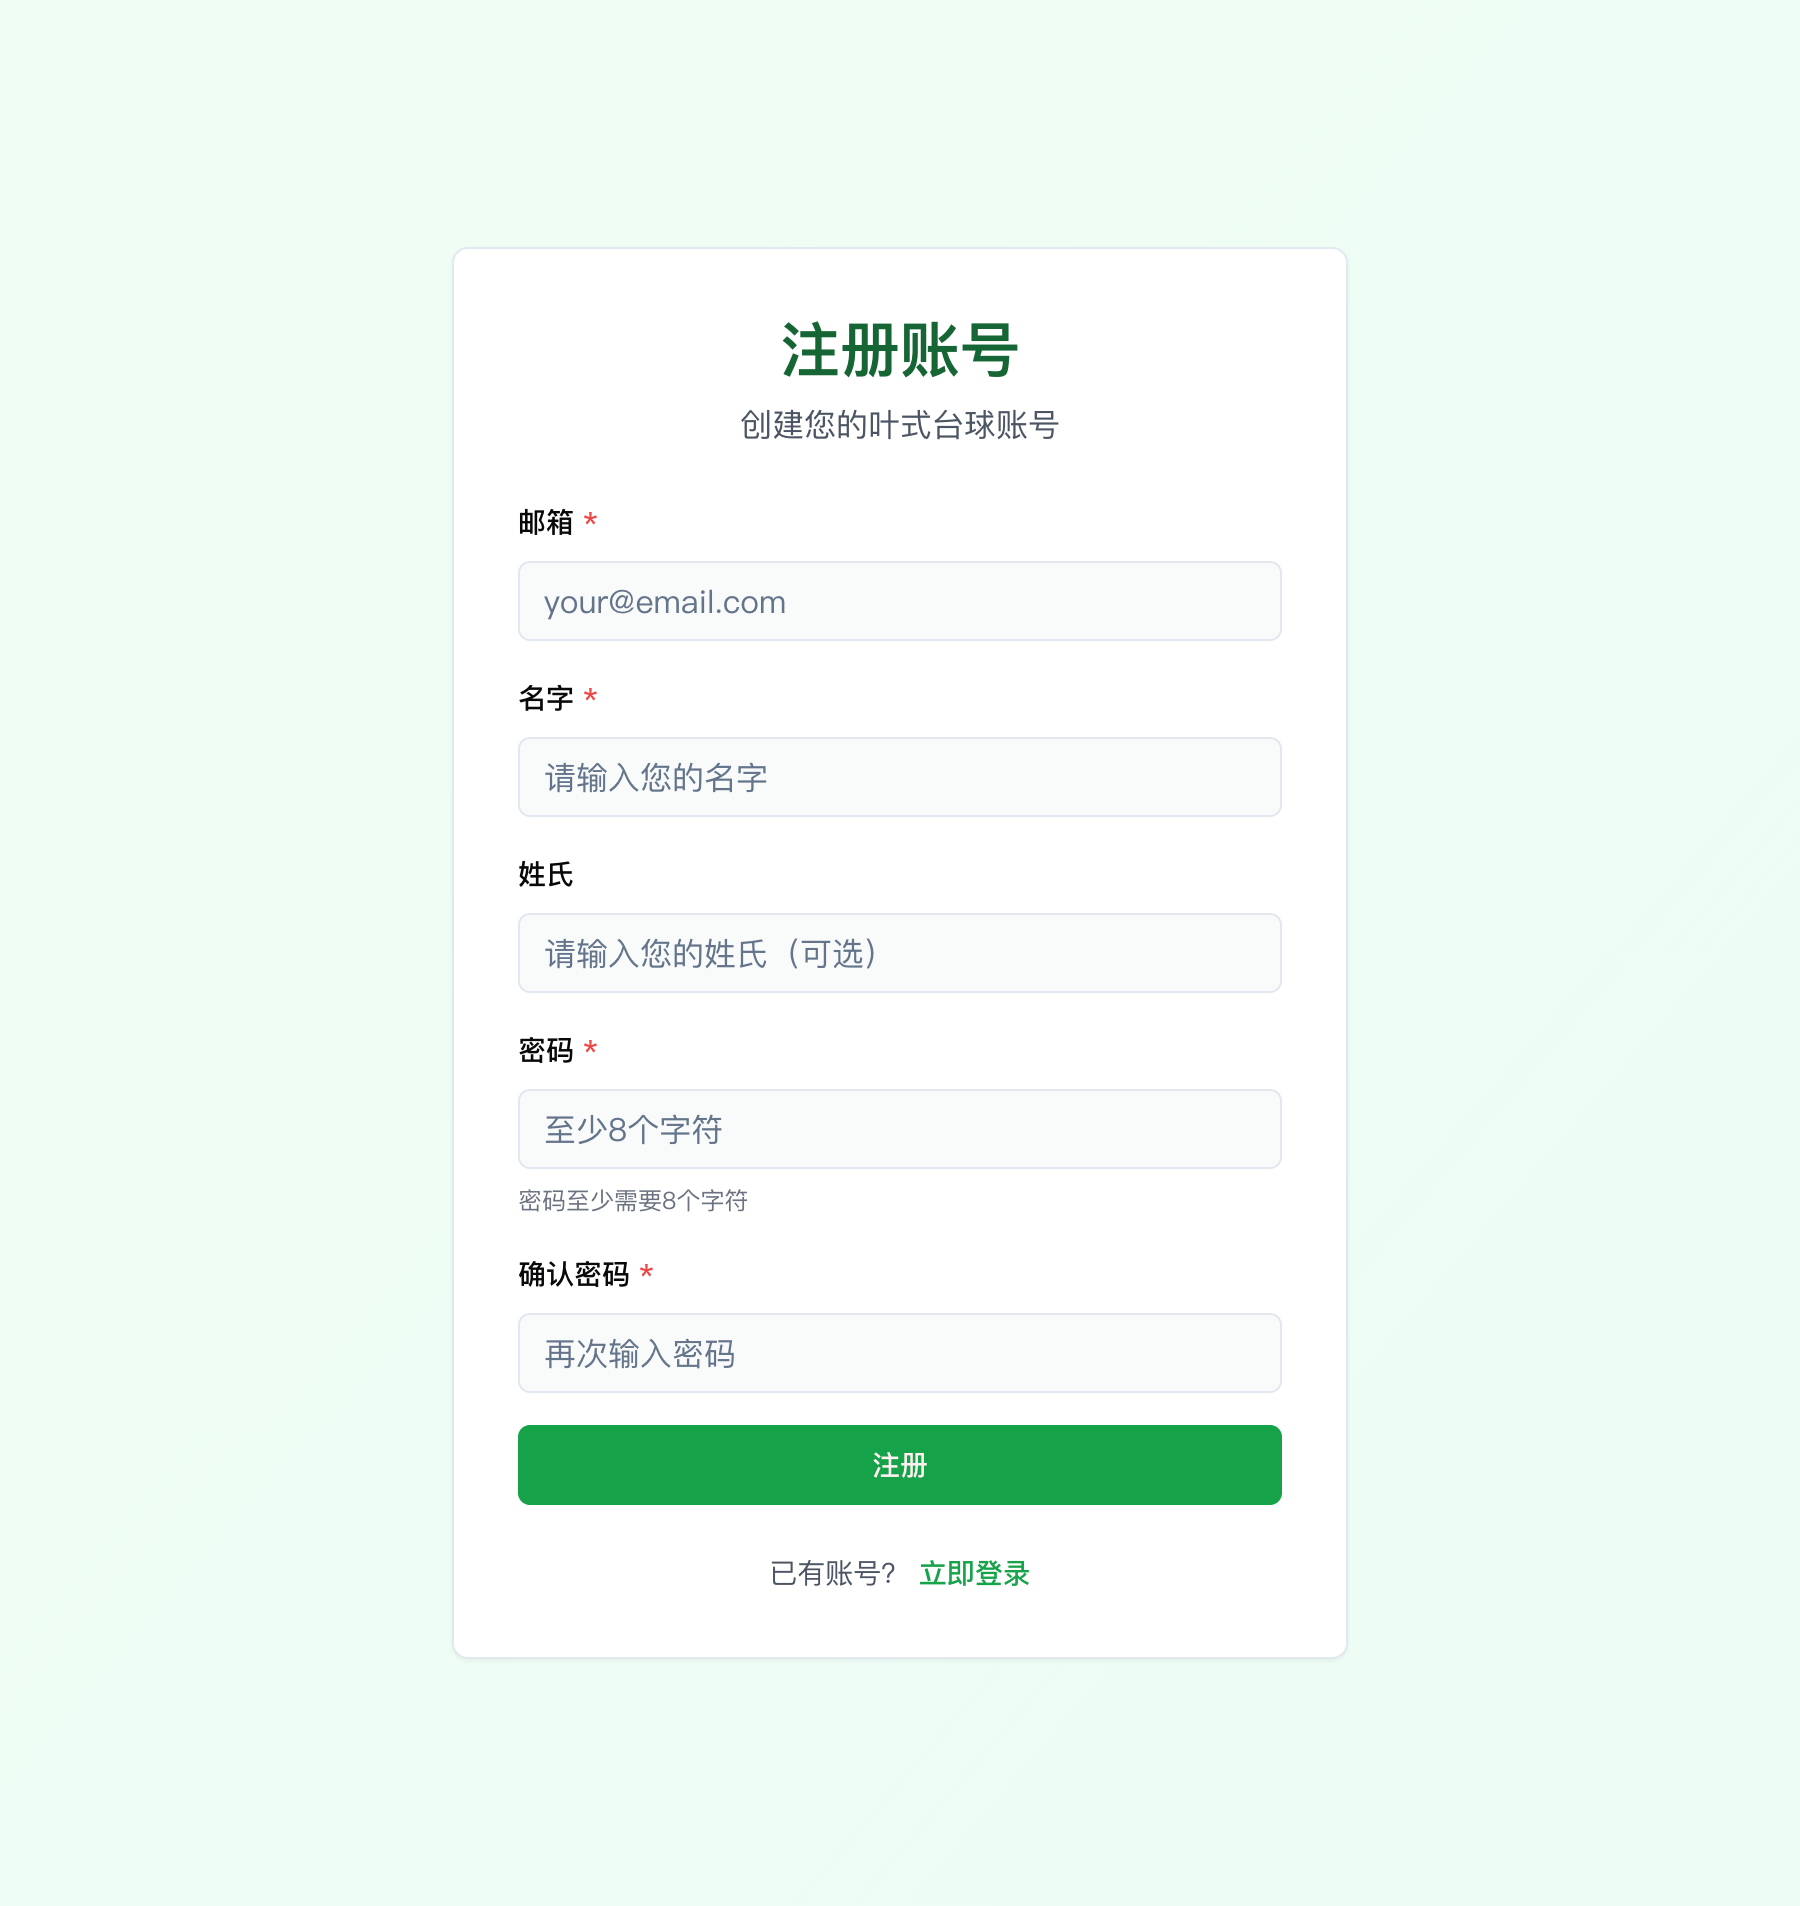 注册账号
创建您的叶式台球账号
邮箱 *
your@email.com
名字 *
请输入您的名字
姓氏
请输入您的姓氏（可选）
密码 *
至少8个字符
密码至少需要8个字符
确认密码 *
再次输入密码
注册
已有账号? 立即登录